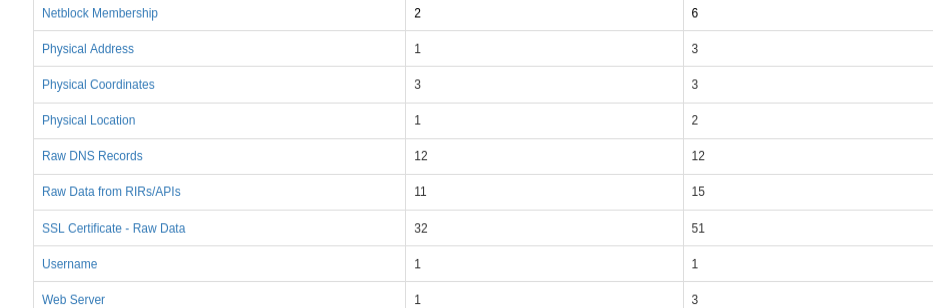 Netblock Membership 2 6
Physical Address 1 3
Physical Coordinates 3 3
Physical Location 1 2
Raw DNS Records 12 12
Raw Data from RIRs/APIs 11 15
SSL Certificate - Raw Data 32 51
Username 1 1
Web Server 1 3